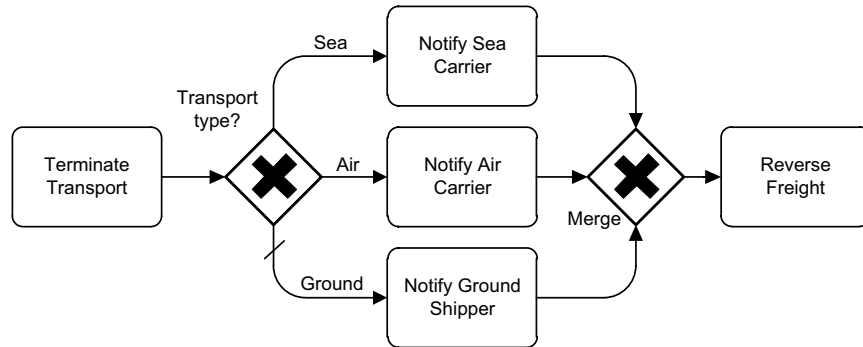 Sea
Notify Sea
Carrier
Transport
type?
Terminate
Transport
Air
Notify Air
Carrier
Reverse
Freight
Merge
Ground
Notify Ground
Shipper